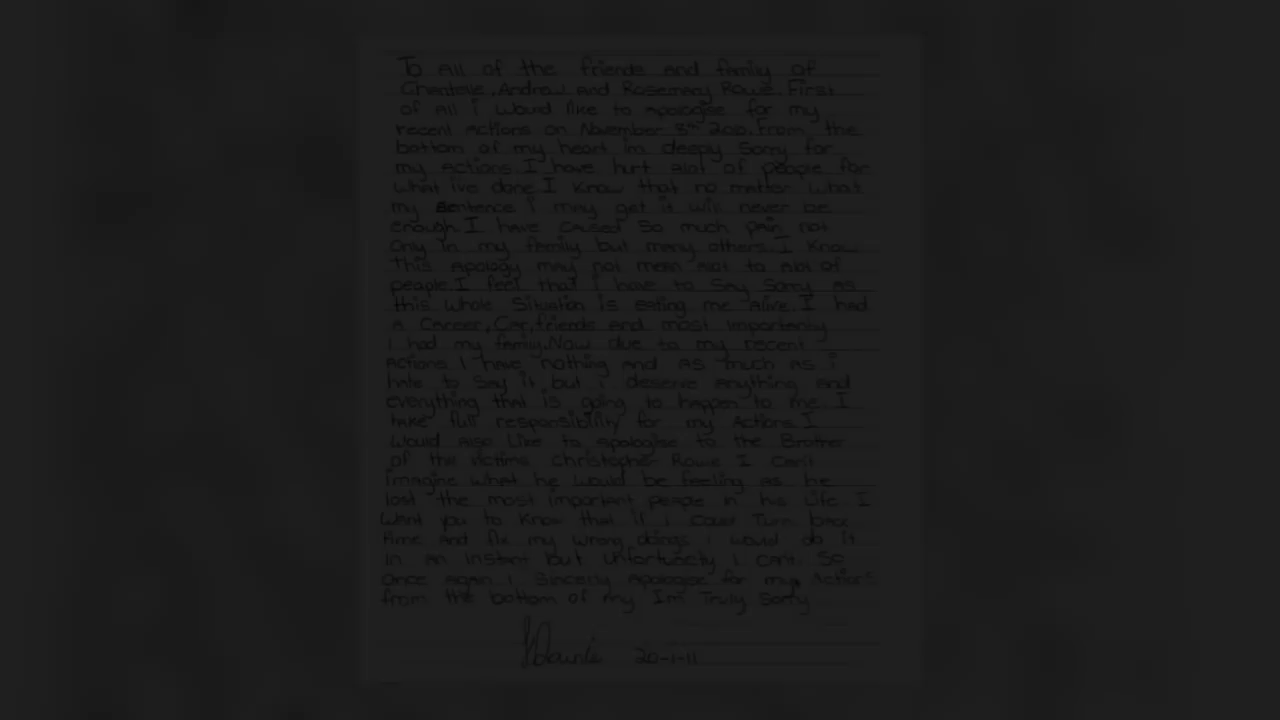 To All of the friends and family of
Chantelle, Andrew and Rosemary Rowe. First
of All i would like to Apologise for my
recent Actions on November 8th 2010. From the
bottom of my heart im deepy Sorry for
my Actions. I have hurt Alot of people for
what ive done. I know that no matter what
my Sentence i may get it will never be
enough. I have caused So much pain not
only in my family but many others. I Know
This Apology may not mean Alot to Alot of
people. I feel that i have to Say Sorry As
this whole Situation is eating me Alive. I had
a Career, Car, friends and most importantly
i had my family. Now due to my recent
Actions I have nothing and AS much AS i
hate to Say it but i deserve anything and
everything that is going to happen to me. I
take full responsibility for my Actions. I
Would Also Like to Apologise to the Brother
of the victims Christopher Rowe. I Can't
imagine what he would be feeling as he
lost the most important people in his Life. I
Want you to Know that if i could Turn back
time and fix my wrong doings i would do it
in an instant but unfortunetly i can't. So
Once Again i Sincerly Apologise for my Actions
from the bottom of my Im Truly Sorry
20-1-11